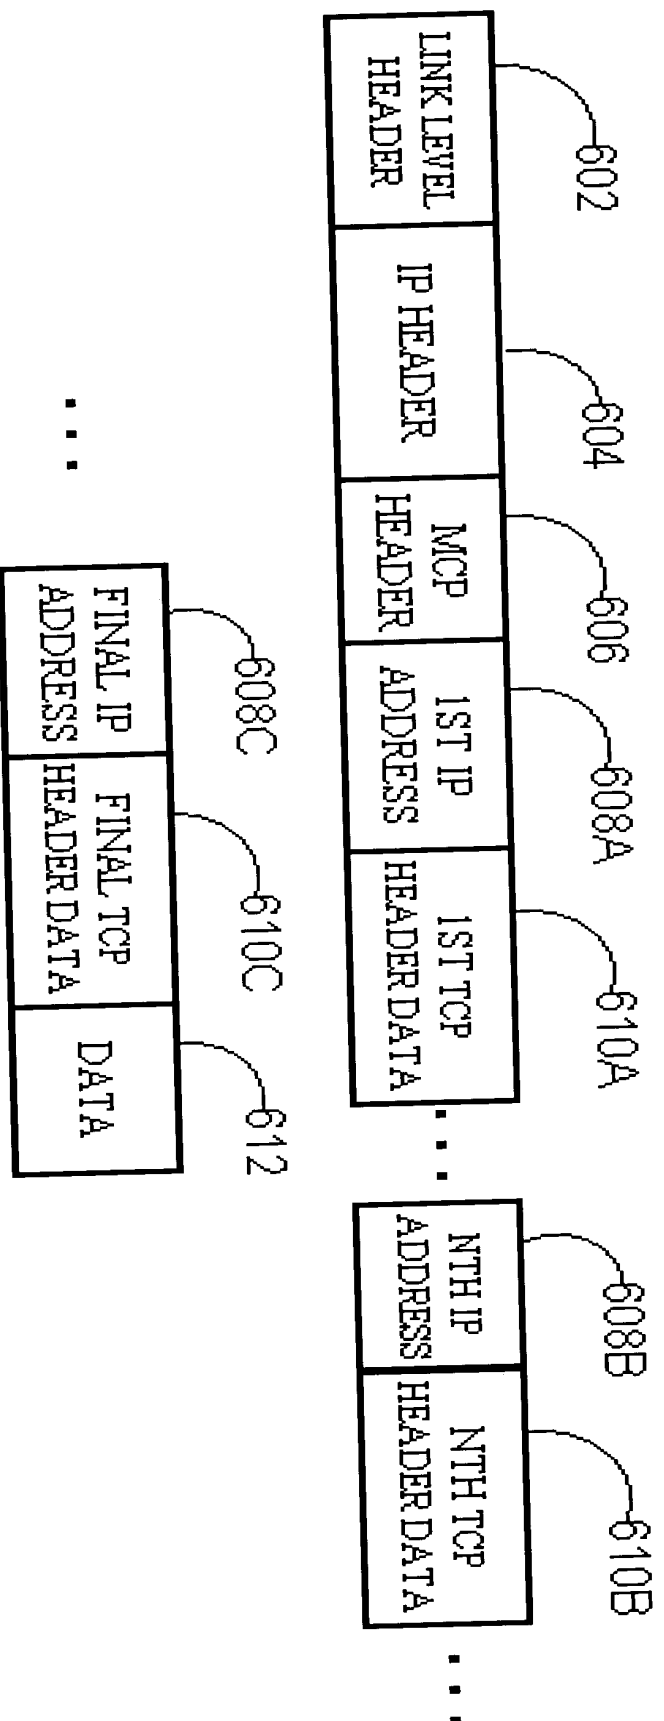 602
604
606
608A
610A
608B
610B
LINK LEVEL
HEADER
IP HEADER
MCP
HEADER
1ST IP
ADDRESS
1ST TCP
HEADER DATA
...
NTH IP
ADDRESS
NTH TCP
HEADER DATA
...
608C
610C
612
...
FINAL IP
ADDRESS
FINAL TCP
HEADER DATA
DATA